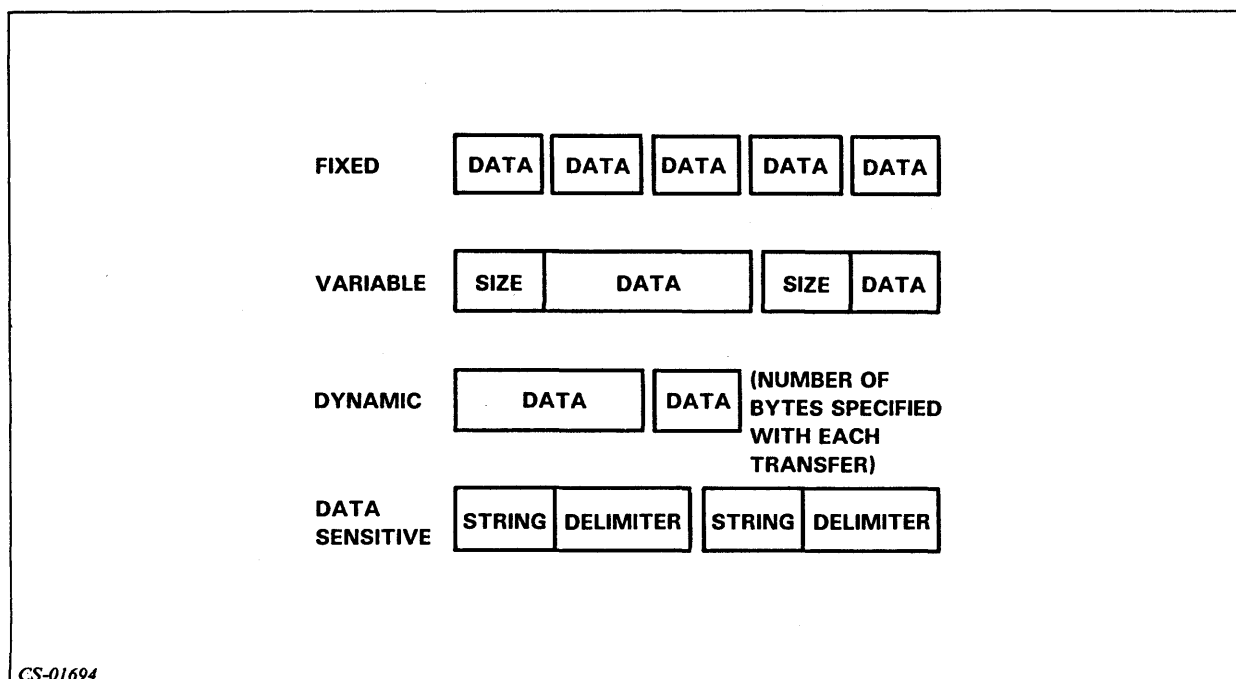 FIXED DATA DATA DATA DATA DATA
VARIABLE SIZE DATA SIZE DATA
DYNAMIC DATA DATA (NUMBER OF
BYTES SPECIFIED
WITH EACH
TRANSFER)
DATA
SENSITIVE STRING DELIMITER STRING DELIMITER
CS-01694